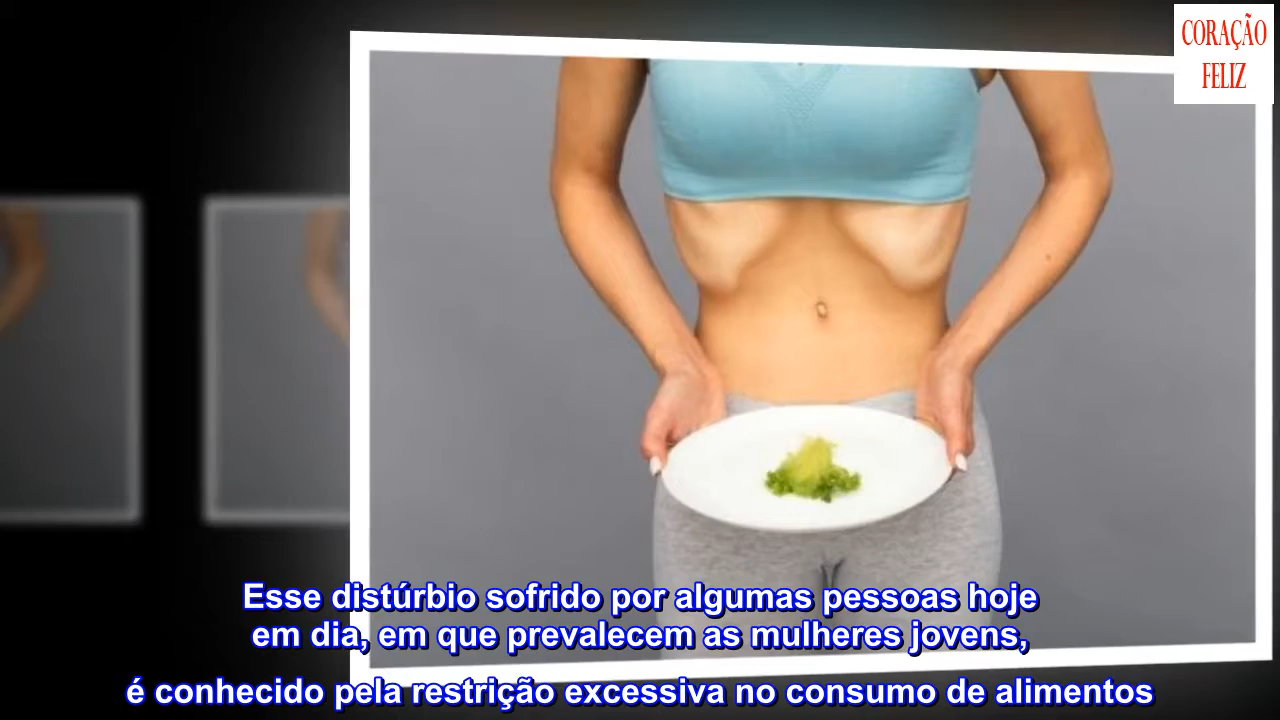 CORAÇÃO
FELIZ
Esse distúrbio sofrido por algumas pessoas hoje
em dia, em que prevalecem as mulheres jovens,
é conhecido pela restrição excessiva no consumo de alimentos